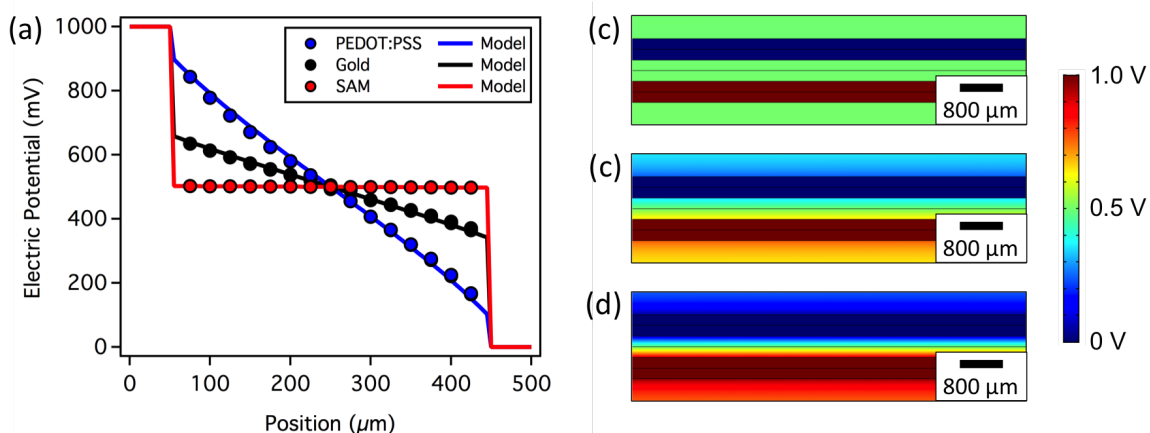 (a)
1000
800
600
400
200
0
Electric Potential (mV)
PEDOT:PSS Model
Gold Model
SAM Model
0 100 200 300 400 500
Position (µm)
(c)
800 µm
(c)
800 µm
(d)
800 µm
1.0 V
0.5 V
0 V